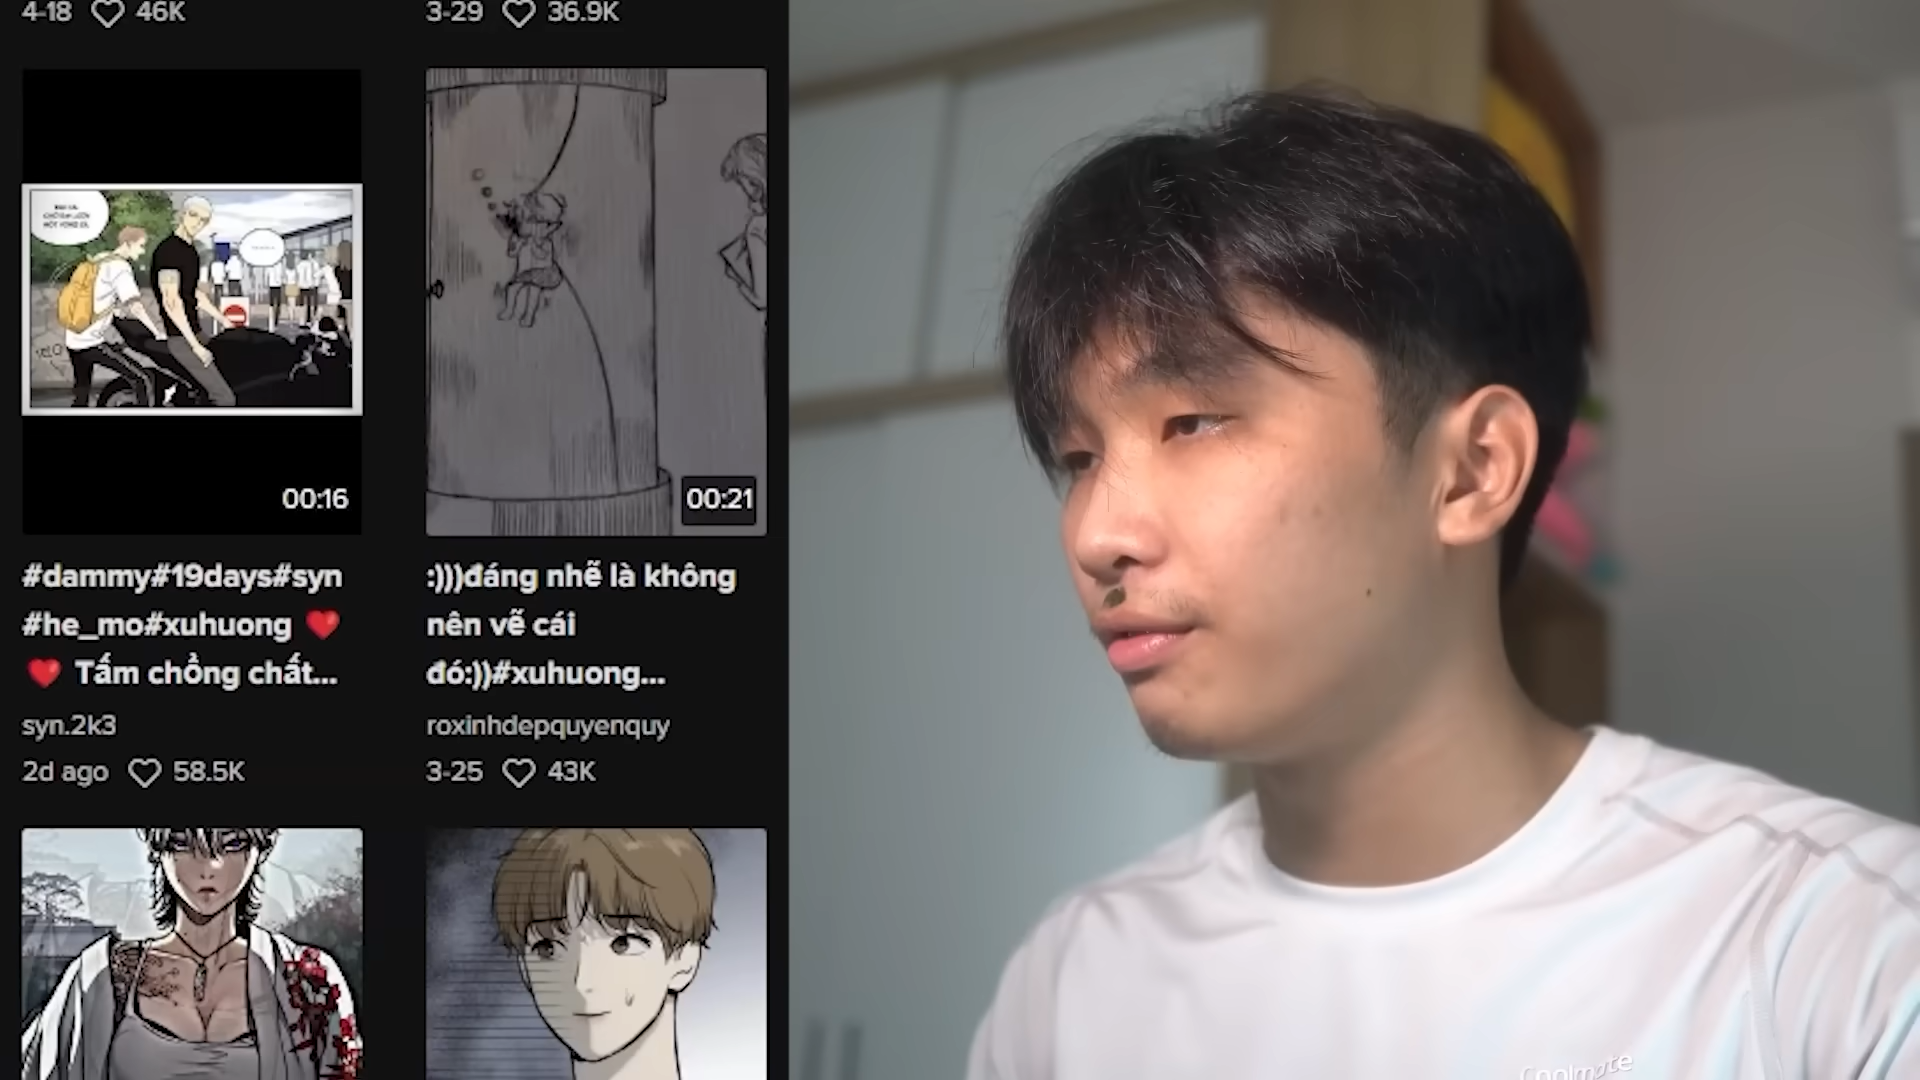 4-18 46K
3-29 36.9K
00:16
00:21
#dammy#19days#syn
#he_mo#xuhuong ❤️
❤️ Tấm chồng chất...
syn.2k3
2d ago 58.5K
:)))đáng nhẽ là không
nên vẽ cái
đó:))#xuhuong...
roxinhdepquyenquy
3-25 43K
Coolmate